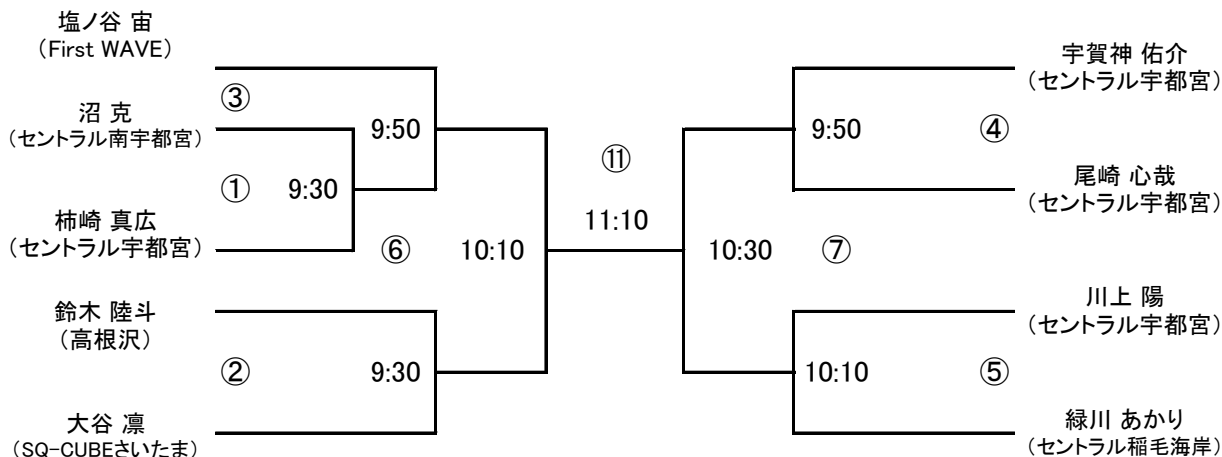 塩ノ谷 宙
(First WAVE)
③
沼 克
(セントラル南宇都宮)
9:50
①
9:30
柿崎 真広
(セントラル宇都宮)
⑥
10:10
鈴木 陸斗
(高根沢)
②
9:30
大谷 凛
(SQ-CUBEさいたま)
⑪
11:10
宇賀神 佑介
(セントラル宇都宮)
9:50
④
尾崎 心哉
(セントラル宇都宮)
10:30
⑦
川上 陽
(セントラル宇都宮)
10:10
⑤
緑川 あかり
(セントラル稲毛海岸)